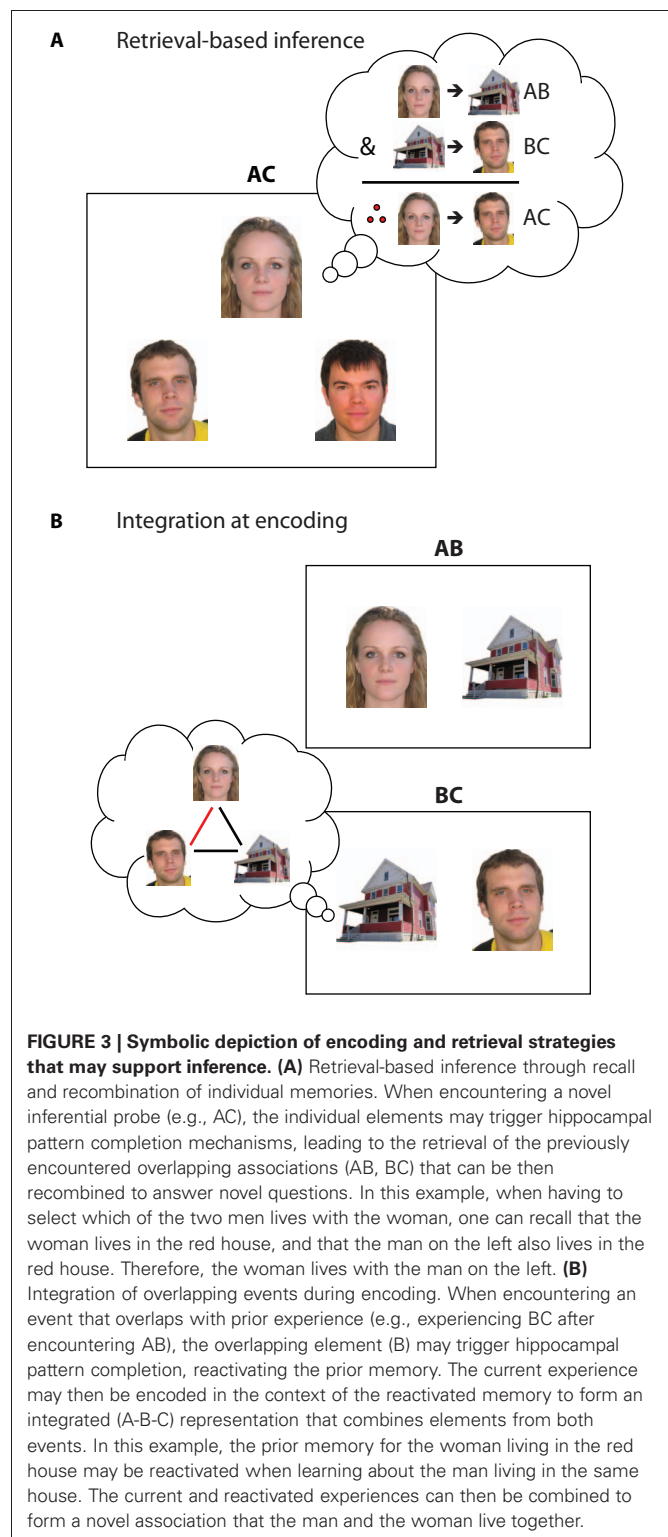 A Retrieval-based inference
AB
& BC
AC
AC
B Integration at encoding
AB
BC
FIGURE 3 | Symbolic depiction of encoding and retrieval strategies
that may support inference. (A) Retrieval-based inference through recall
and recombination of individual memories. When encountering a novel
inferential probe (e.g., AC), the individual elements may trigger hippocampal
pattern completion mechanisms, leading to the retrieval of the previously
encountered overlapping associations (AB, BC) that can be then
recombined to answer novel questions. In this example, when having to
select which of the two men lives with the woman, one can recall that the
woman lives in the red house, and that the man on the left also lives in the
red house. Therefore, the woman lives with the man on the left. (B)
Integration of overlapping events during encoding. When encountering an
event that overlaps with prior experience (e.g., experiencing BC after
encountering AB), the overlapping element (B) may trigger hippocampal
pattern completion, reactivating the prior memory. The current experience
may then be encoded in the context of the reactivated memory to form an
integrated (A-B-C) representation that combines elements from both
events. In this example, the prior memory for the woman living in the red
house may be reactivated when learning about the man living in the same
house. The current and reactivated experiences can then be combined to
form a novel association that the man and the woman live together.